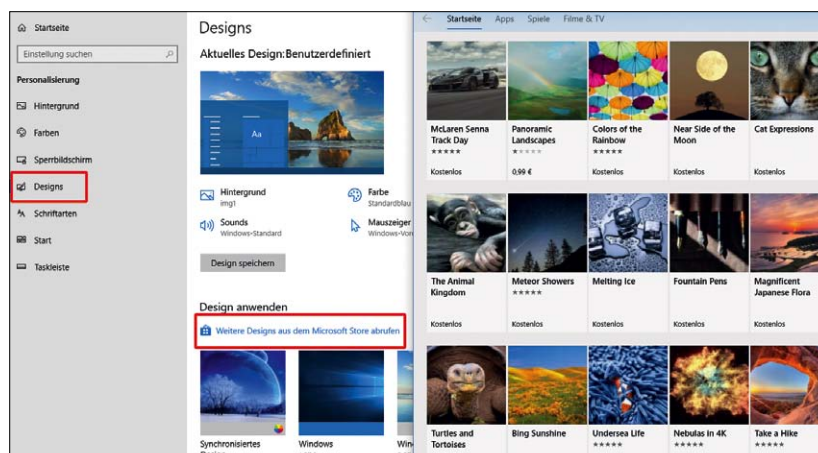 Startseite
Einstellung suchen
Personalisierung
Hintergrund
Farben
Sperrbildschirm
Designs
Schriftarten
Start
Taskleiste
Designs
Aktuelles Design: Benutzerdefiniert
Aa
Hintergrund
img1
Farbe
Standardblau
Sounds
Windows-Standard
Mauszeiger
Windows-Vor
Design speichern
Design anwenden
Weitere Designs aus dem Microsoft Store abrufen
Synchronisiertes
Windows
Win
Startseite Apps Spiele Filme & TV
McLaren Senna
Track Day
Kostenlos
Panoramic
Landscapes
0,99 €
Colors of the
Rainbow
Kostenlos
Near Side of the
Moon
Kostenlos
Cat Expressions
Kostenlos
The Animal
Kingdom
Kostenlos
Meteor Showers
Kostenlos
Melting Ice
Kostenlos
Fountain Pens
Kostenlos
Magnificent
Japanese Flora
Kostenlos
Turtles and
Tortoises
Bing Sunshine
Undersea Life
Nebulas in 4K
Take a Hike